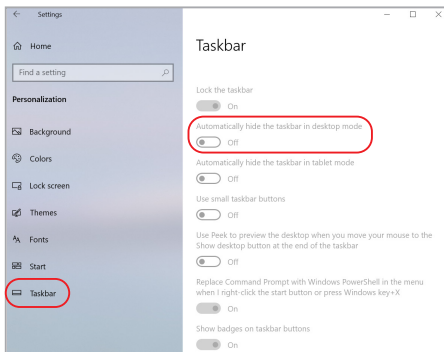 Settings
Home
Find a setting
Personalization
Background
Colors
Lock screen
Themes
Fonts
Start
Taskbar
Taskbar
Lock the taskbar
On
Automatically hide the taskbar in desktop mode
Off
Automatically hide the taskbar in tablet mode
Off
Use small taskbar buttons
Off
Use Peek to preview the desktop when you move your mouse to the
Show desktop button at the end of the taskbar
Off
Replace Command Prompt with Windows PowerShell in the menu
when I right-click the start button or press Windows key+X
On
Show badges on taskbar buttons
On